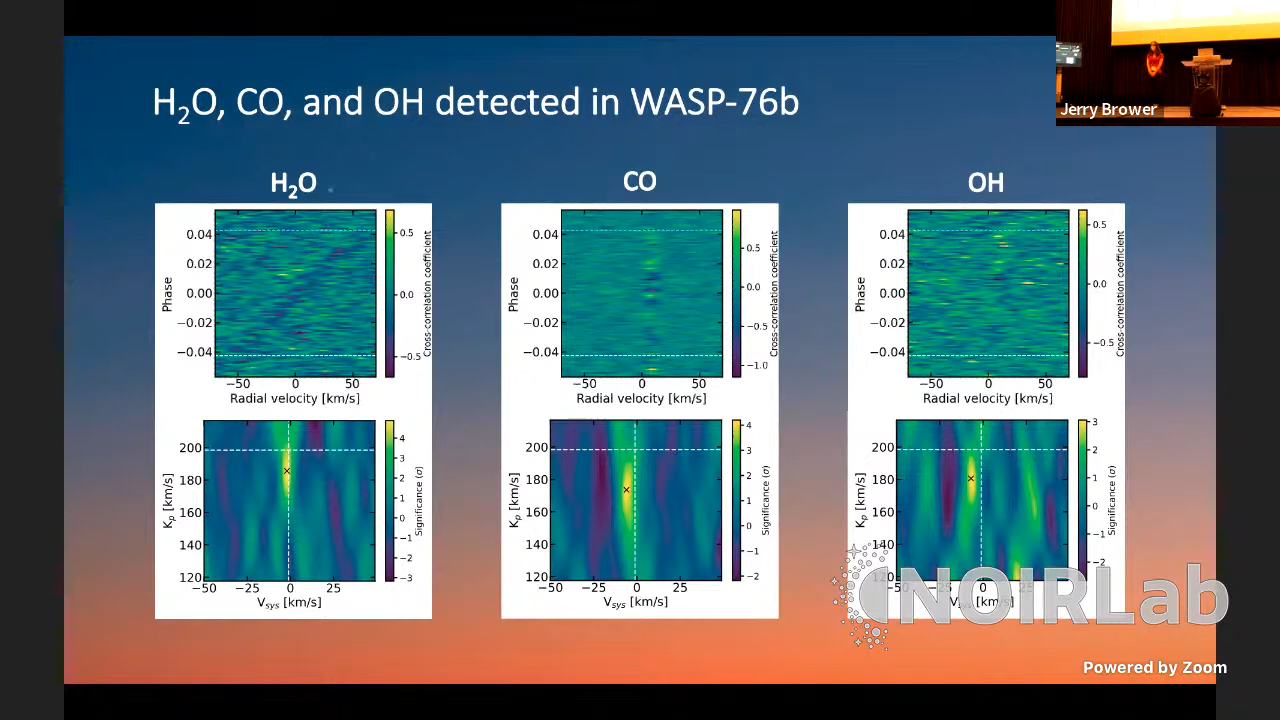 Jerry Brower
H₂O, CO, and OH detected in WASP-76b
H₂O
0.04
0.02
0.00
−0.02
−0.04
Phase
−50 0 50
Radial velocity [km/s]
0.5
0.0
−0.5
Cross-correlation coefficient
200
180
160
140
120
Kₚ [km/s]
−50 −25 0 25
Vsys [km/s]
4
3
2
1
0
−1
−2
−3
Significance (σ)
CO
0.04
0.02
0.00
−0.02
−0.04
Phase
−50 0 50
Radial velocity [km/s]
0.5
0.0
−0.5
−1.0
Cross-correlation coefficient
200
180
160
140
120
Kₚ [km/s]
−50 −25 0 25
Vsys [km/s]
4
3
2
1
0
−1
−2
Significance (σ)
OH
0.04
0.02
0.00
−0.02
−0.04
Phase
−50 0 50
Radial velocity [km/s]
0.5
0.0
−0.5
Cross-correlation coefficient
200
180
160
140
120
Kₚ [km/s]
−50 −25 0 25
[km/s]
3
2
1
0
−1
−2
Significance (σ)
NOIRLab
Powered by Zoom